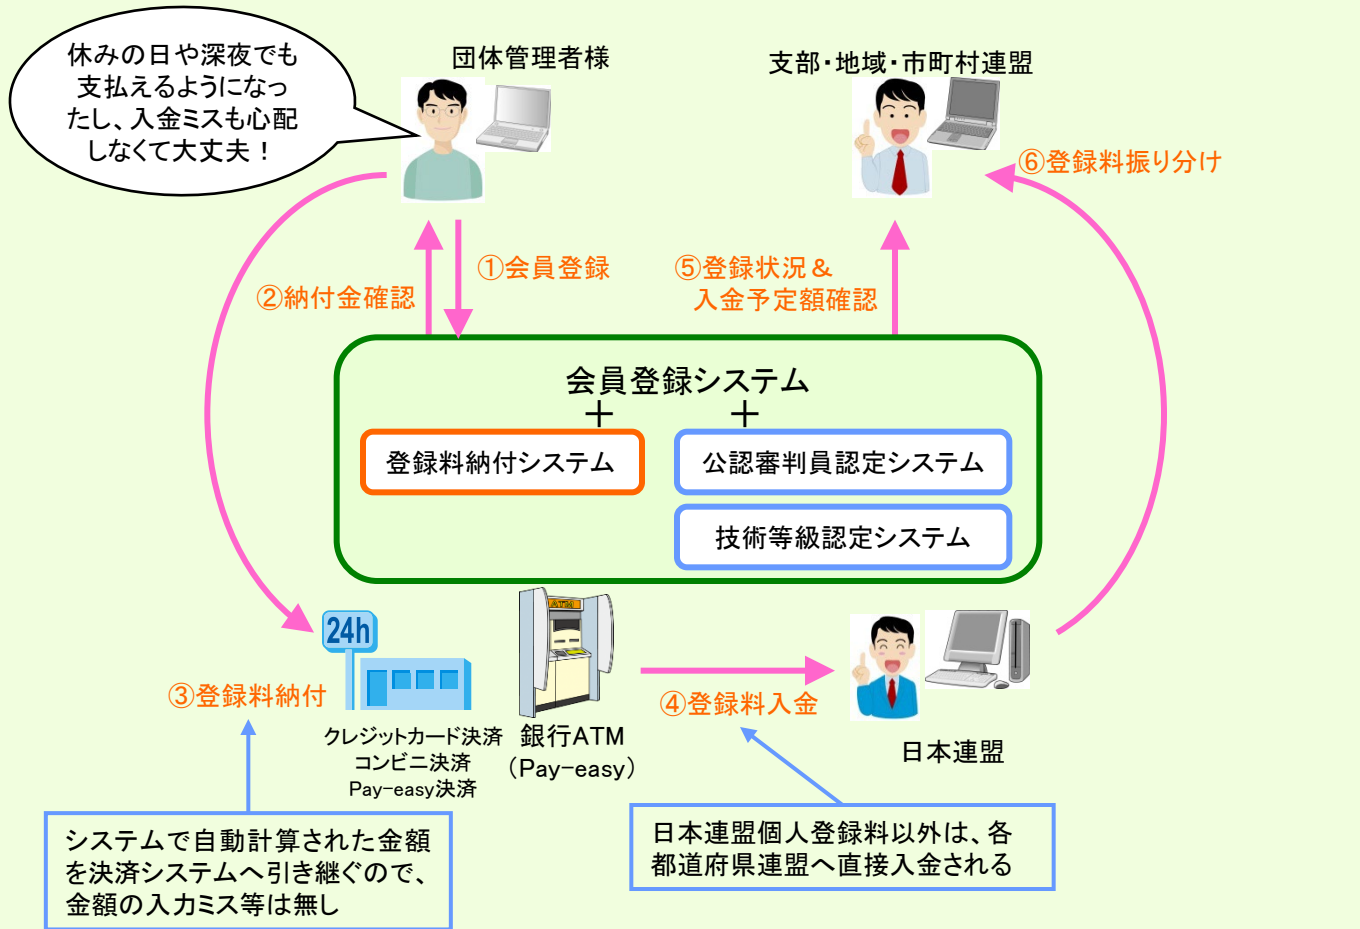 休みの日や深夜でも
支払えるようになっ
たし、入金ミスも心配
しなくて大丈夫！
団体管理者様
支部・地域・市町村連盟
⑥登録料振り分け
①会員登録
②納付金確認
⑤登録状況＆
入金予定額確認
会員登録システム
＋ ＋
登録料納付システム
公認審判員認定システム
技術等級認定システム
24h
ATM
③登録料納付
クレジットカード決済
コンビニ決済
Pay-easy決済
銀行ATM
（Pay-easy）
④登録料入金
日本連盟
システムで自動計算された金額
を決済システムへ引き継ぐので、
金額の入力ミス等は無し
日本連盟個人登録料以外は、各
都道府県連盟へ直接入金される